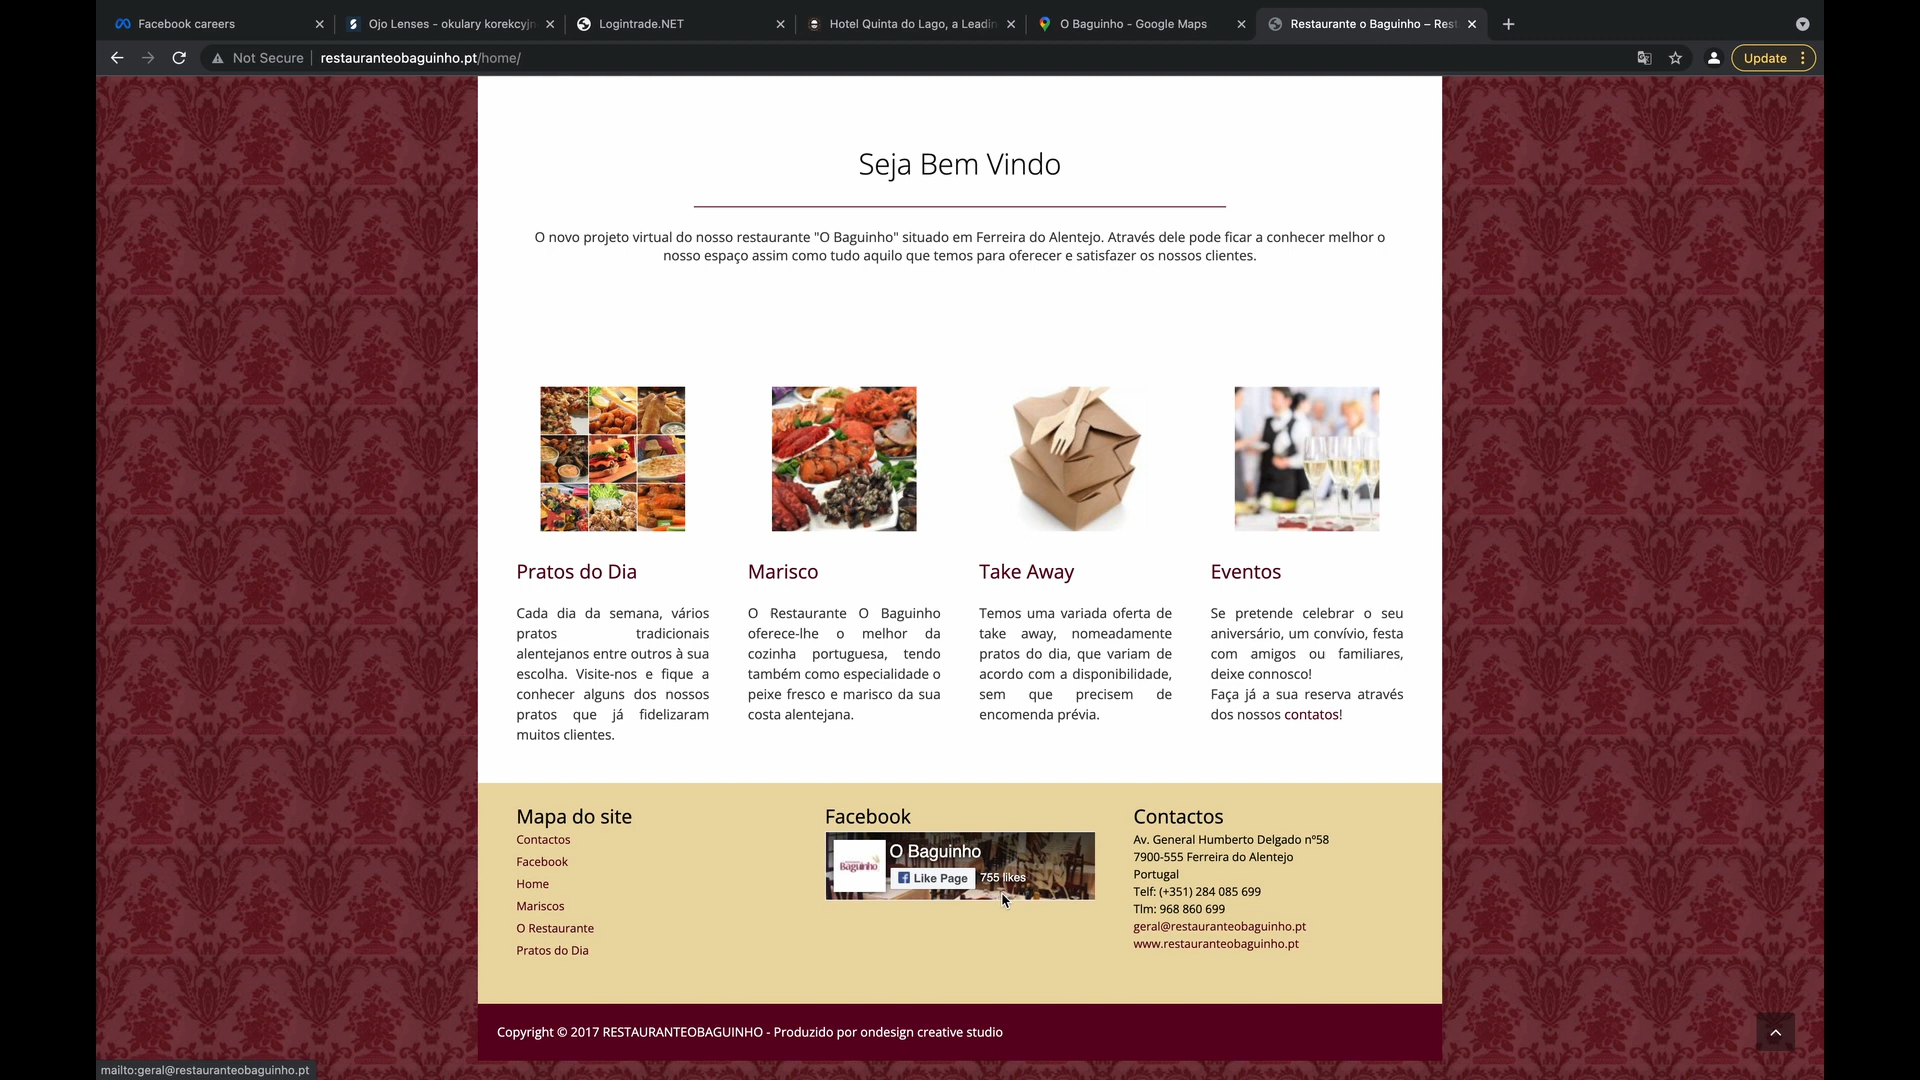 Facebook careers
Ojo Lenses - okulary korekcyjn
Logintrade.NET
Hotel Quinta do Lago, a Leadin
O Baguinho - Google Maps
Restaurante o Baguinho – Rest
Not Secure
restauranteobaguinho.pt/home/
Update
Seja Bem Vindo
O novo projeto virtual do nosso restaurante "O Baguinho" situado em Ferreira do Alentejo. Através dele pode ficar a conhecer melhor o
nosso espaço assim como tudo aquilo que temos para oferecer e satisfazer os nossos clientes.
Pratos do Dia
Cada dia da semana, vários
pratos tradicionais
alentejanos entre outros à sua
escolha. Visite-nos e fique a
conhecer alguns dos nossos
pratos que já fidelizaram
muitos clientes.
Marisco
O Restaurante O Baguinho
oferece-lhe o melhor da
cozinha portuguesa, tendo
também como especialidade o
peixe fresco e marisco da sua
costa alentejana.
Take Away
Temos uma variada oferta de
take away, nomeadamente
pratos do dia, que variam de
acordo com a disponibilidade,
sem que precisem de
encomenda prévia.
Eventos
Se pretende celebrar o seu
aniversário, um convívio, festa
com amigos ou familiares,
deixe connosco!
Faça já a sua reserva através
dos nossos contatos!
Mapa do site
Contactos
Facebook
Home
Mariscos
O Restaurante
Pratos do Dia
Facebook
Baguinho
O Baguinho
Like Page
755 likes
Contactos
Av. General Humberto Delgado nº58
7900-555 Ferreira do Alentejo
Portugal
Telf: (+351) 284 085 699
Tlm: 968 860 699
geral@restauranteobaguinho.pt
www.restauranteobaguinho.pt
Copyright © 2017 RESTAURANTEOBAGUINHO - Produzido por ondesign creative studio
mailto:geral@restauranteobaguinho.pt